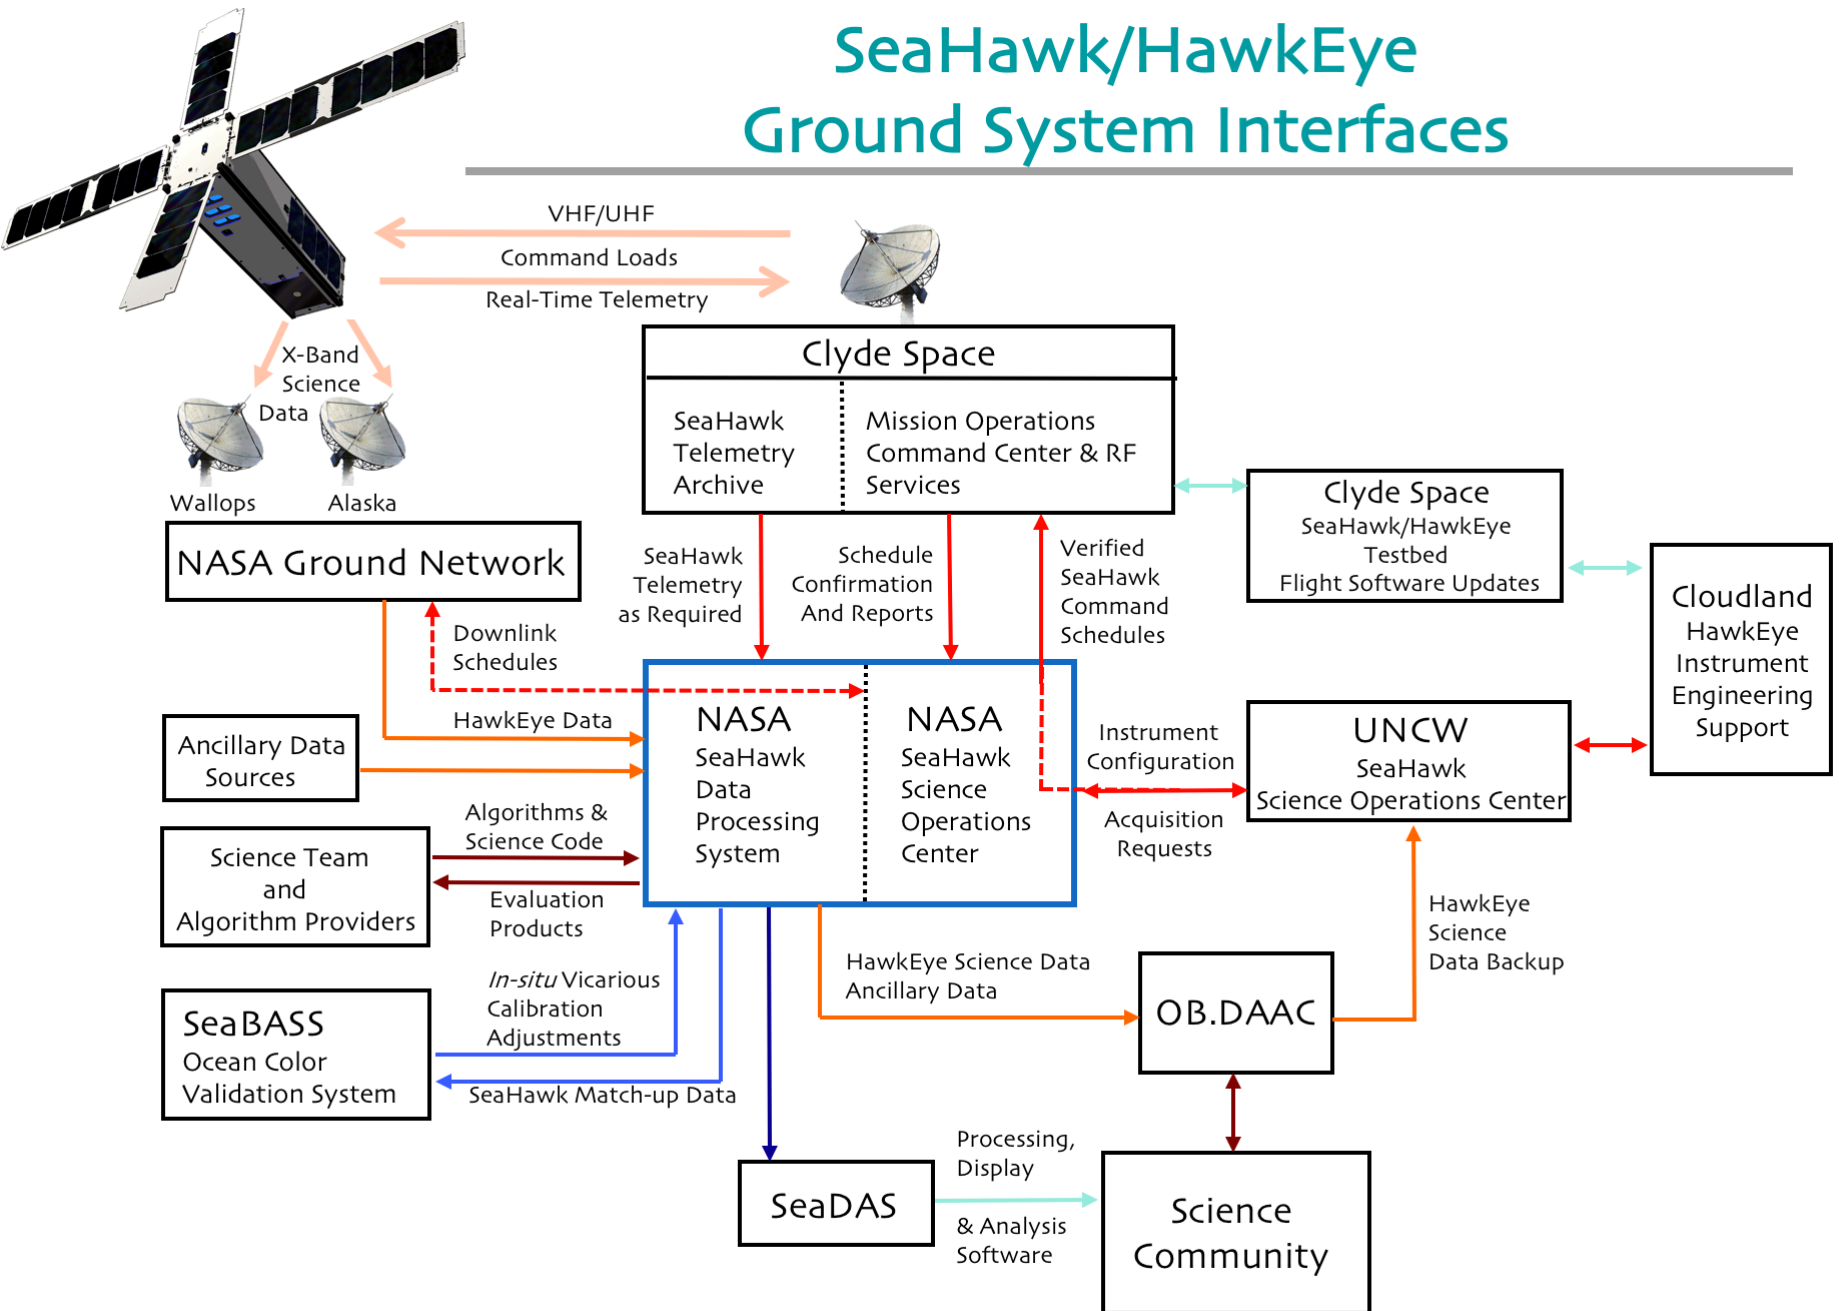 SeaHawk/HawkEye
Ground System Interfaces
VHF/UHF
Command Loads
Real-Time Telemetry
X-Band
Science
Data
Wallops
Alaska
NASA Ground Network
Clyde Space
SeaHawk
Telemetry
Archive
Mission Operations
Command Center & RF
Services
Clyde Space
SeaHawk/HawkEye
Testbed
Flight Software Updates
Cloudland
HawkEye
Instrument
Engineering
Support
SeaHawk
Telemetry
as Required
Schedule
Confirmation
And Reports
Verified
SeaHawk
Command
Schedules
Downlink
Schedules
HawkEye Data
Ancillary Data
Sources
NASA
SeaHawk
Data
Processing
System
NASA
SeaHawk
Science
Operations
Center
Instrument
Configuration
Acquisition
Requests
UNCW
SeaHawk
Science Operations Center
Algorithms &
Science Code
Science Team
and
Algorithm Providers
Evaluation
Products
In-situ Vicarious
Calibration
Adjustments
SeaBASS
Ocean Color
Validation System
SeaHawk Match-up Data
HawkEye Science Data
Ancillary Data
OB.DAAC
HawkEye
Science
Data Backup
SeaDAS
Processing,
Display
& Analysis
Software
Science
Community